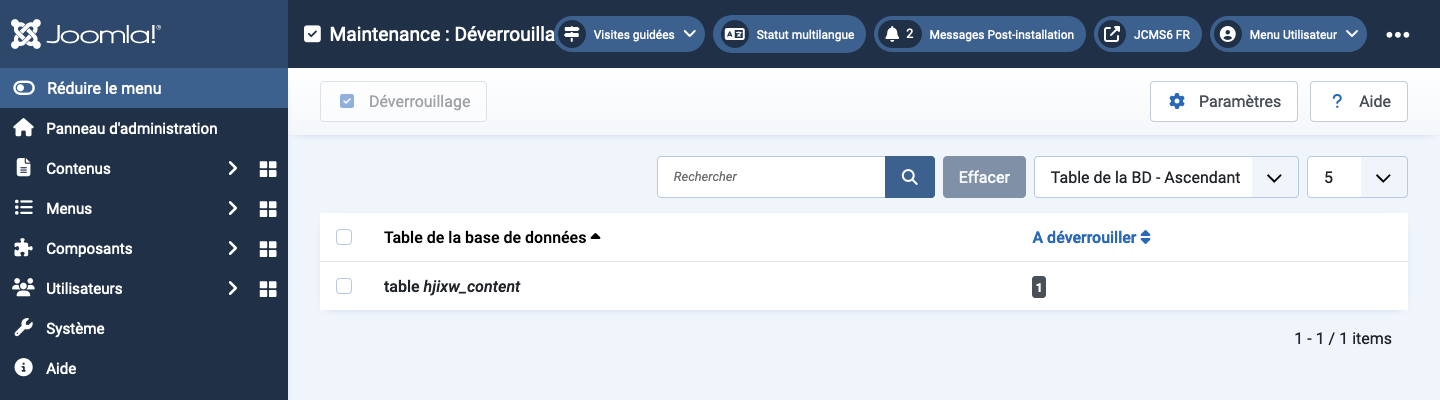 Joomla!®
Maintenance : Déverrouilla
Visites guidées
Statut multilangue
2 Messages Post-installation
JCMS6 FR
Menu Utilisateur
Réduire le menu
Panneau d'administration
Contenus
Menus
Composants
Utilisateurs
Système
Aide
Déverrouillage
Paramètres
? Aide
Rechercher
Effacer
Table de la BD - Ascendant
5
Table de la base de données
A déverrouiller
table hjixw_content
1
1 - 1 / 1 items